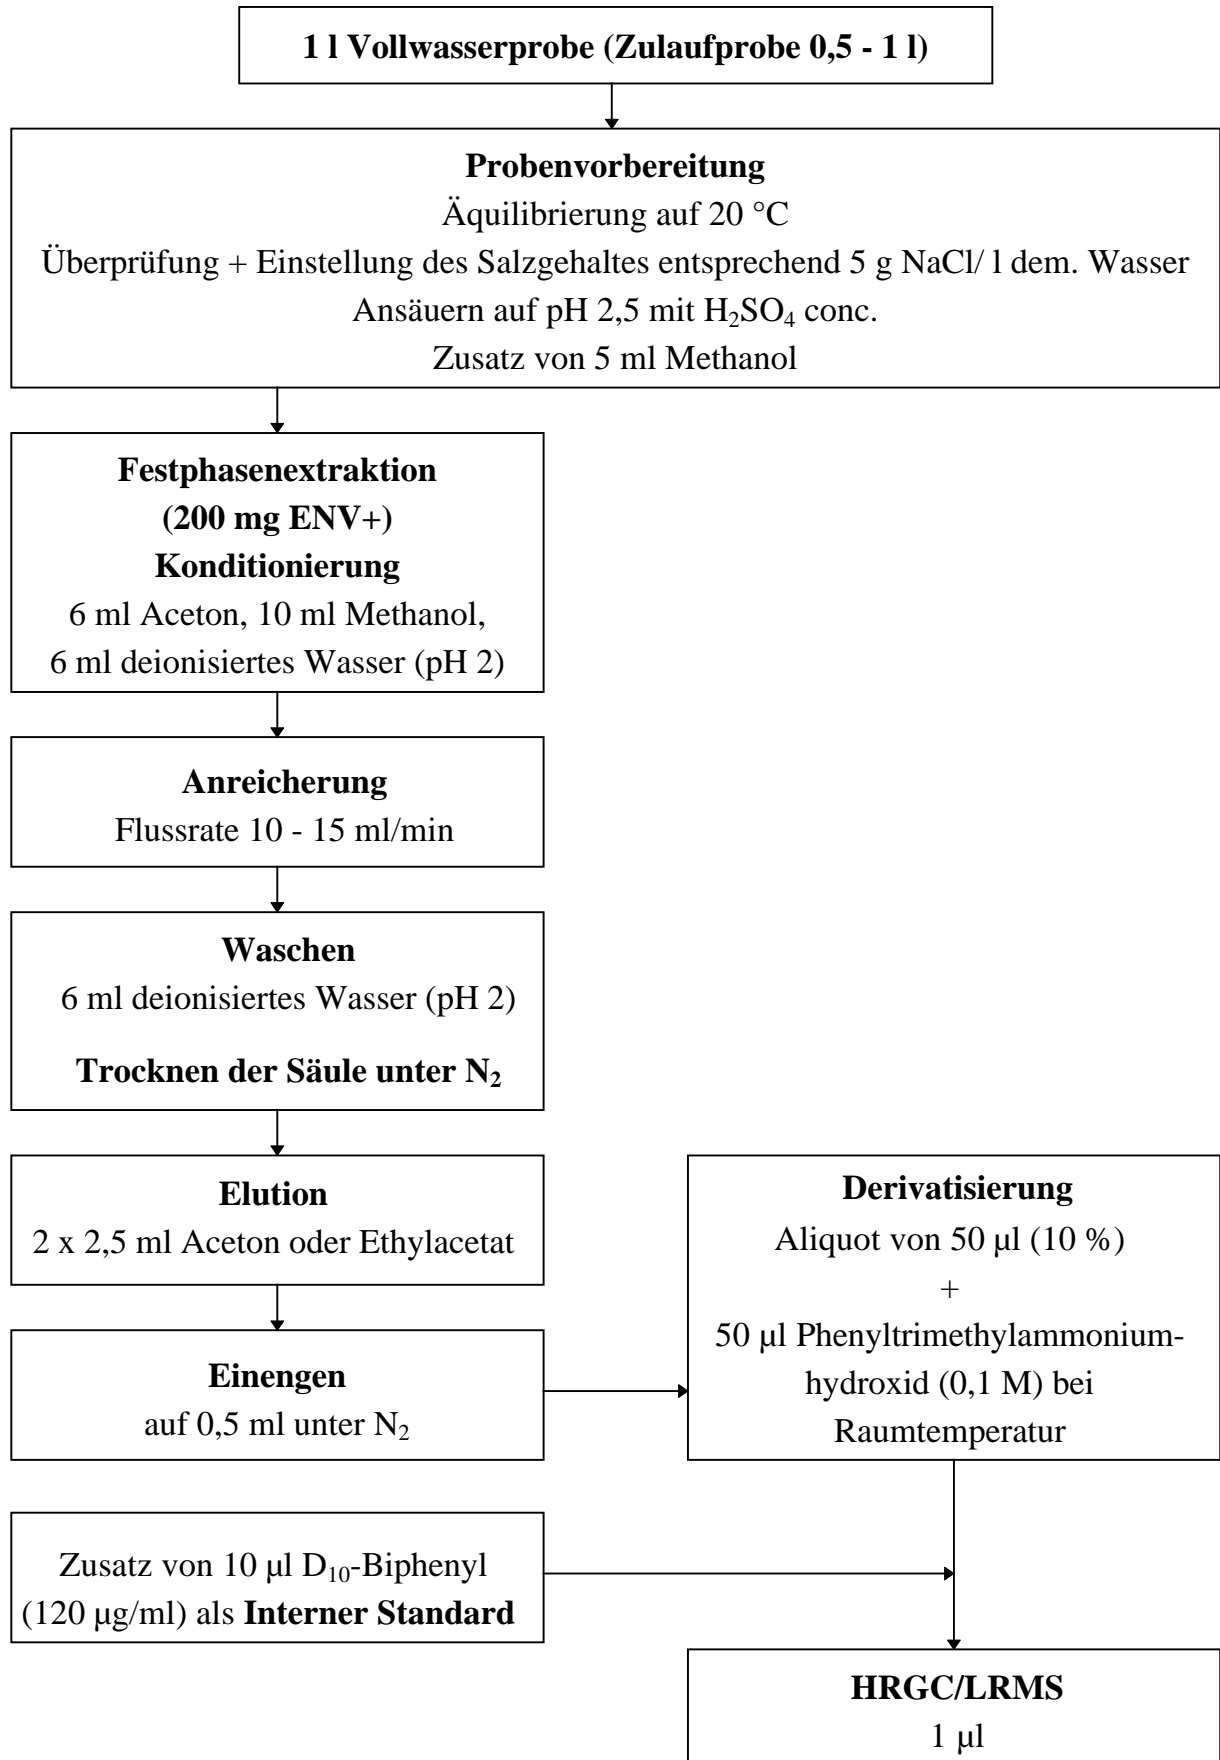 1 l Vollwasserprobe (Zulaufprobe 0,5 - 1 l)
Probenvorbereitung
Äquilibrierung auf 20 °C
Überprüfung + Einstellung des Salzgehaltes entsprechend 5 g NaCl/ l dem. Wasser
Ansäuern auf pH 2,5 mit H₂SO₄ conc.
Zusatz von 5 ml Methanol
Festphasenextraktion
(200 mg ENV+)
Konditionierung
6 ml Aceton, 10 ml Methanol,
6 ml deionisiertes Wasser (pH 2)
Anreicherung
Flussrate 10 - 15 ml/min
Waschen
6 ml deionisiertes Wasser (pH 2)
Trocknen der Säule unter N₂
Elution
2 x 2,5 ml Aceton oder Ethylacetat
Einengen
auf 0,5 ml unter N₂
Derivatisierung
Aliquot von 50 μl (10 %)
+
50 μl Phenyltrimethylammonium-
hydroxid (0,1 M) bei
Raumtemperatur
Zusatz von 10 μl D₁₀-Biphenyl
(120 μg/ml) als Interner Standard
HRGC/LRMS
1 μl